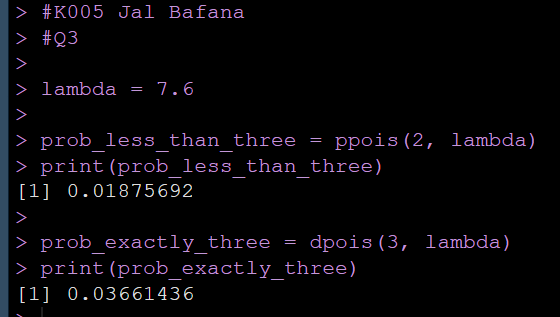 > #K005 Jal Bafana
> #Q3
>
> lambda = 7.6
>
> prob_less_than_three = ppois(2, lambda)
> print(prob_less_than_three)
[1] 0.01875692
>
> prob_exactly_three = dpois(3, lambda)
> print(prob_exactly_three)
[1] 0.03661436
>